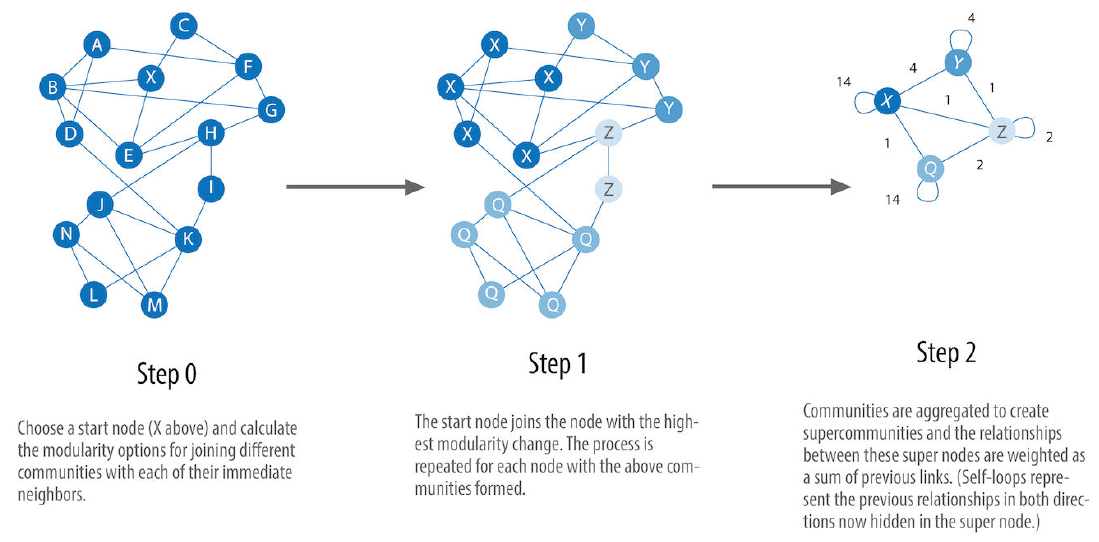 C
A
F
X
B
G
D
H
E
I
J
N
K
L
M
Step 0
Choose a start node (X above) and calculate
the modularity options for joining different
communities with each of their immediate
neighbors.
Y
X
Y
X
X
Y
X
Z
X
Z
Q
Q
Q
Q
Q
Step 1
The start node joins the node with the high-
est modularity change. The process is
repeated for each node with the above com-
munities formed.
4
Y
14
4
1
X
1
Z
2
1
Q
2
14
Step 2
Communities are aggregated to create
supercommunities and the relationships
between these super nodes are weighted as
a sum of previous links. (Self-loops repre-
sent the previous relationships in both direc-
tions now hidden in the super node.)